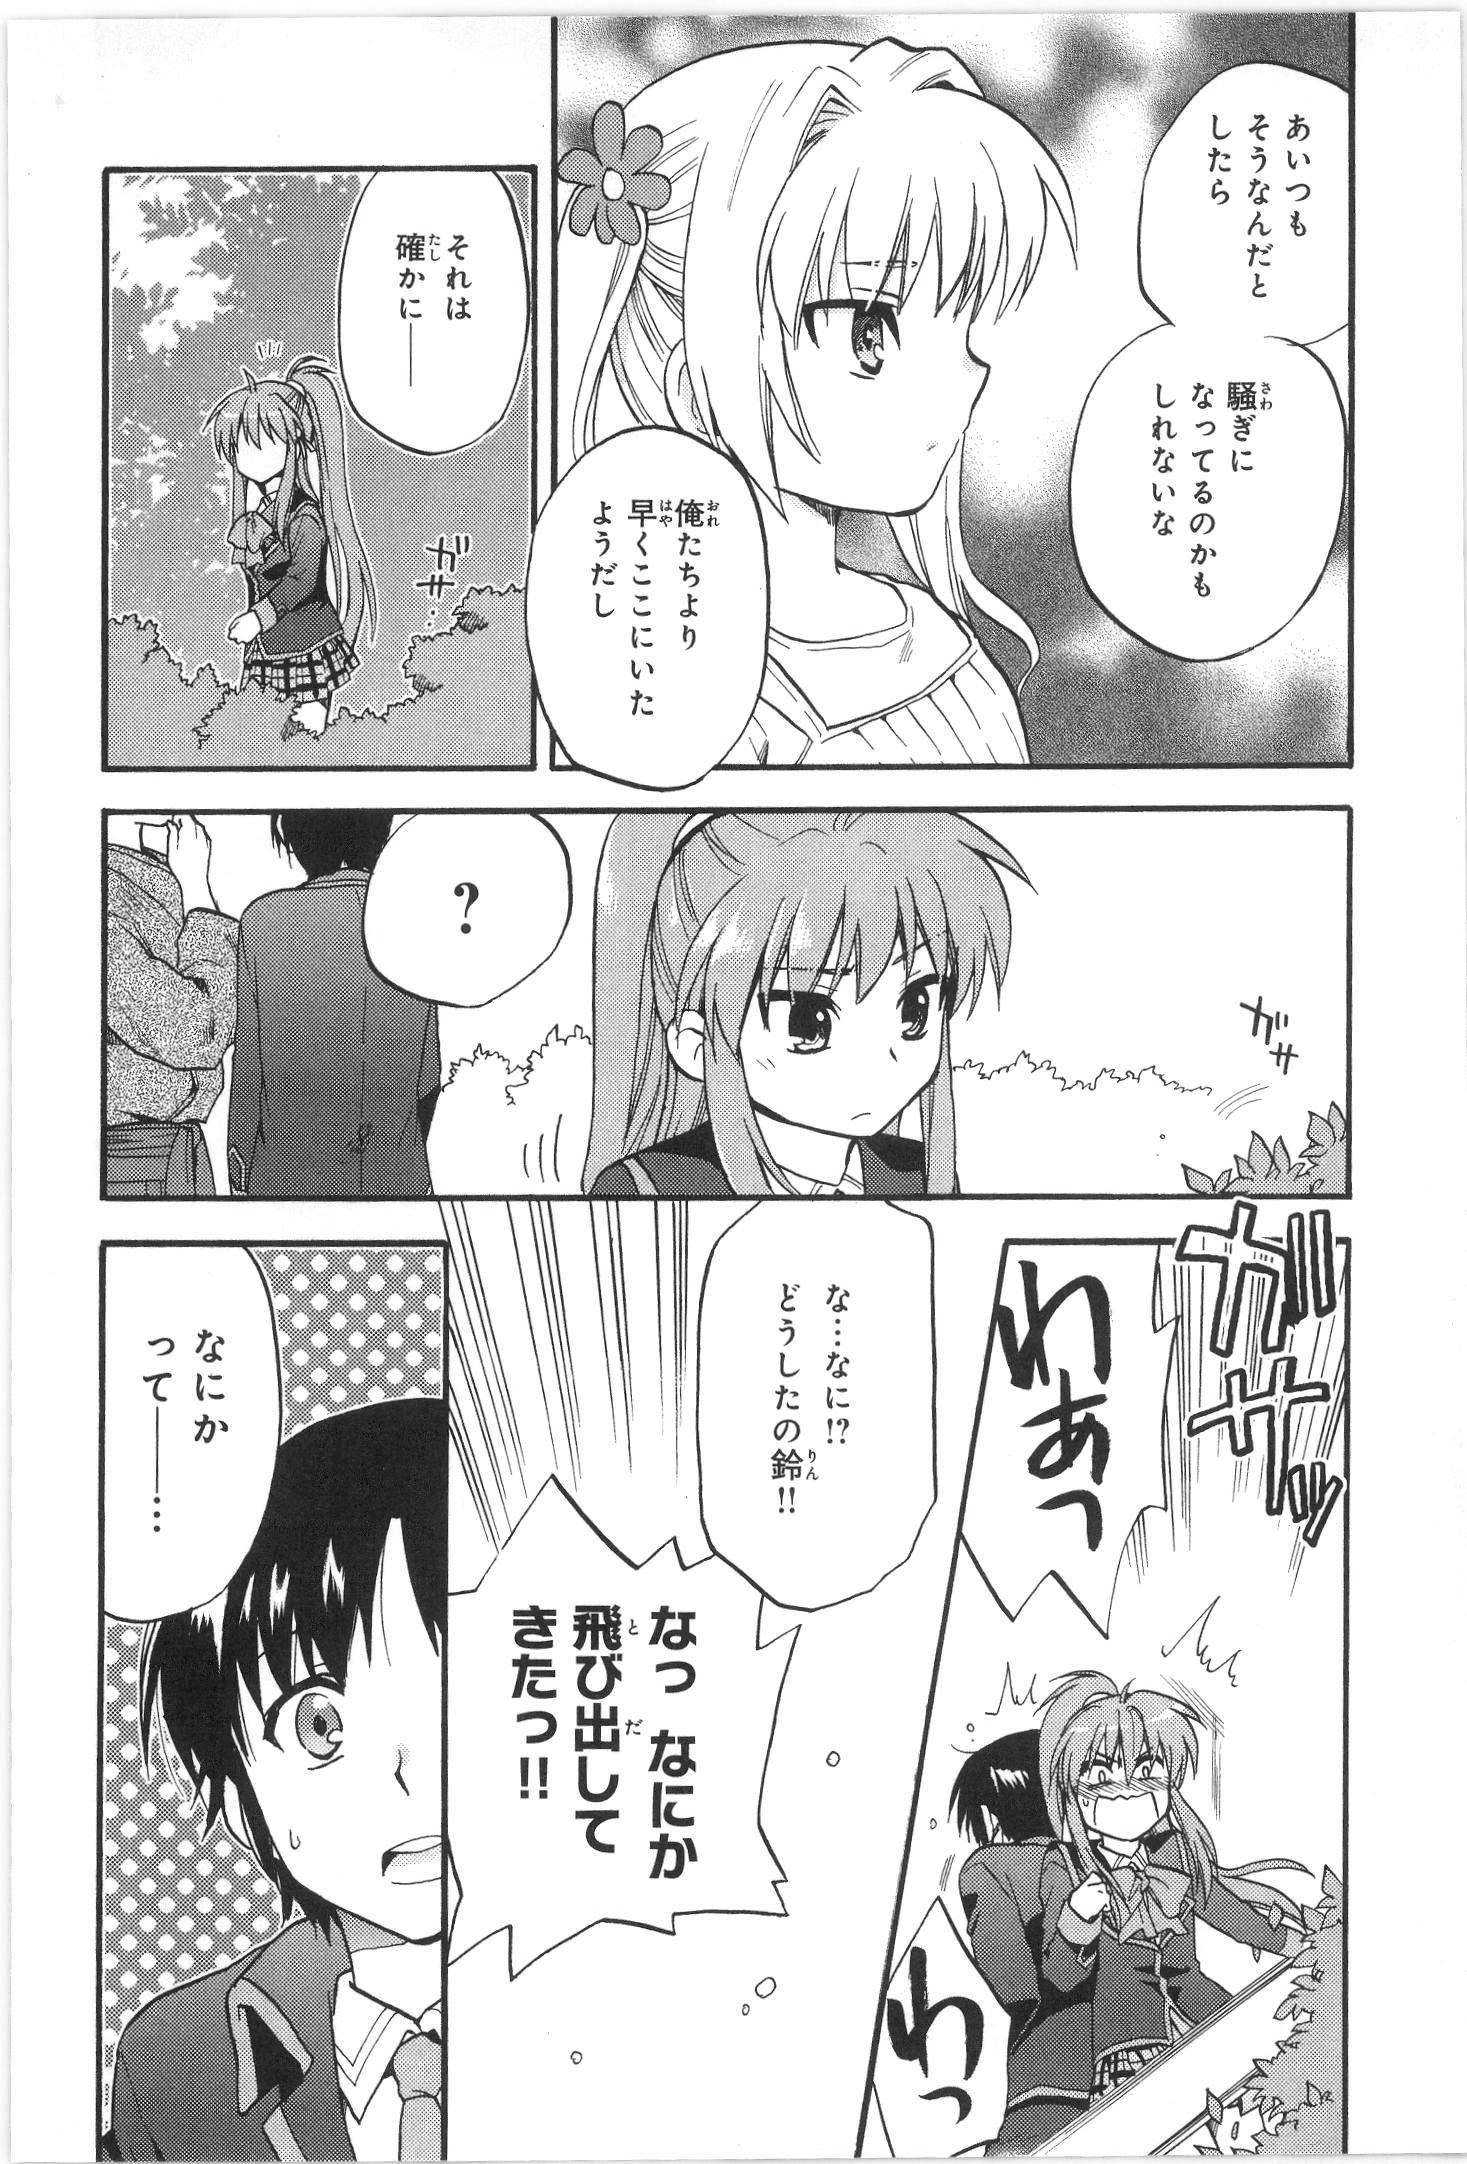 あいつも
そうなんだと
したら
騒ぎに
なってるのかも
しれないな
俺たちより
早くここにいた
ようだし
それは
確かに――
ガサ…
?
ガサ
ガササッ
わあっ
わっ
な…なに!?
どうしたの鈴!!
なっ なにか
飛び出して
きたっ!!
なにか
って――…